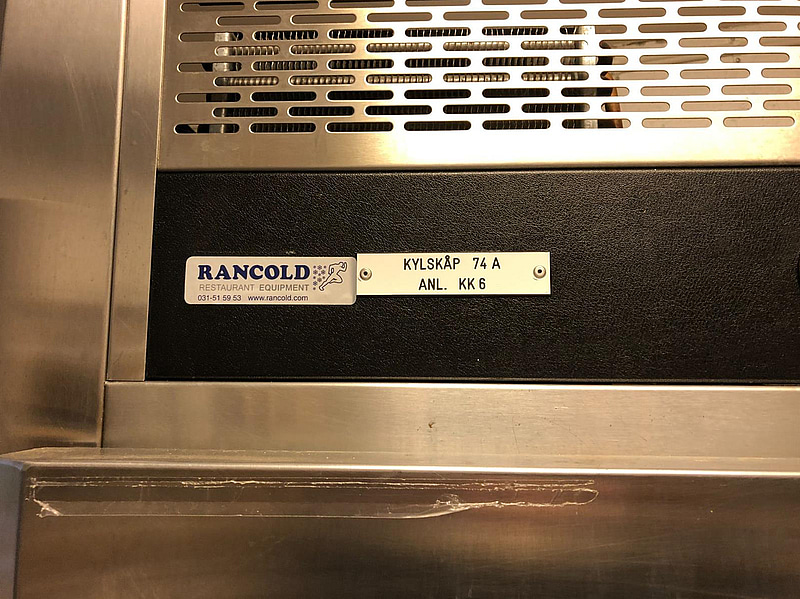 RANCOLD
RESTAURANT EQUIPMENT
031-51 59 53 www.rancold.com
KYLSKÅP 74 A
ANL. KK 6